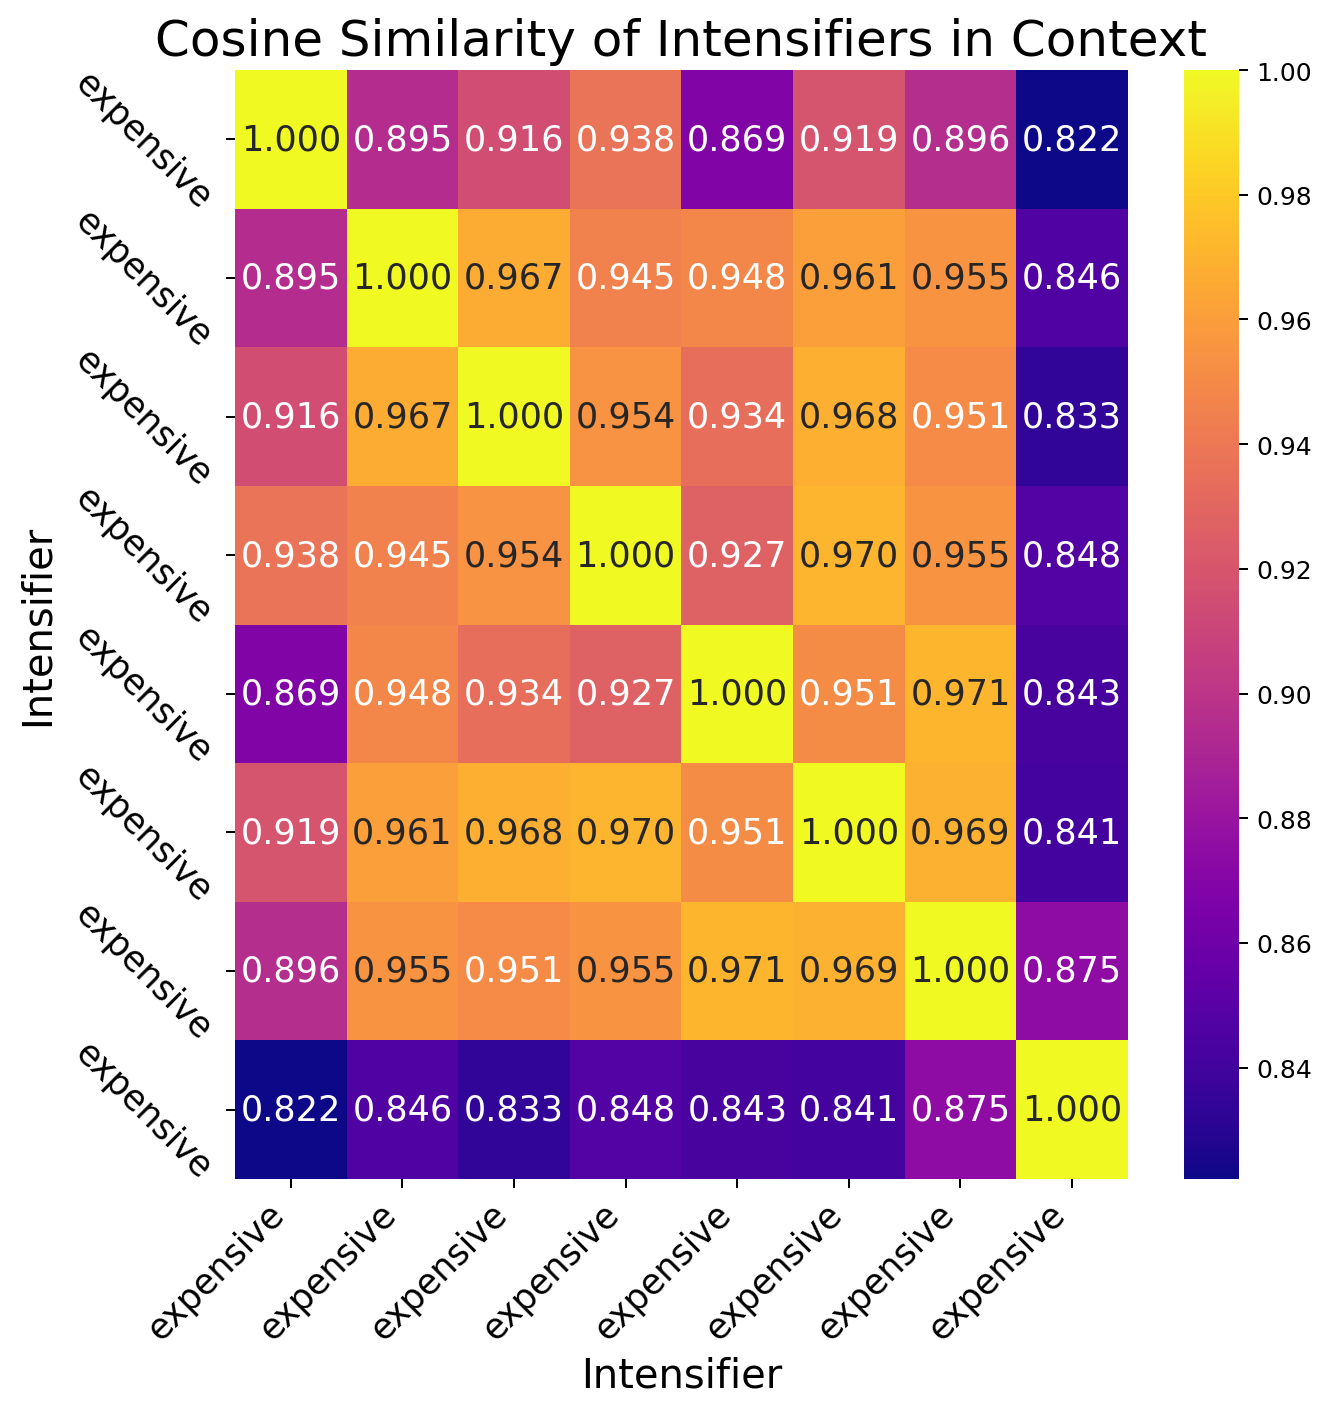 Cosine Similarity of Intensifiers in Context
expensive 1.000 0.895 0.916 0.938 0.869 0.919 0.896 0.822
expensive 0.895 1.000 0.967 0.945 0.948 0.961 0.955 0.846
expensive 0.916 0.967 1.000 0.954 0.934 0.968 0.951 0.833
expensive 0.938 0.945 0.954 1.000 0.927 0.970 0.955 0.848
expensive 0.869 0.948 0.934 0.927 1.000 0.951 0.971 0.843
expensive 0.919 0.961 0.968 0.970 0.951 1.000 0.969 0.841
expensive 0.896 0.955 0.951 0.955 0.971 0.969 1.000 0.875
expensive 0.822 0.846 0.833 0.848 0.843 0.841 0.875 1.000
Intensifier
expensive expensive expensive expensive expensive expensive expensive expensive
Intensifier
1.00
0.98
0.96
0.94
0.92
0.90
0.88
0.86
0.84